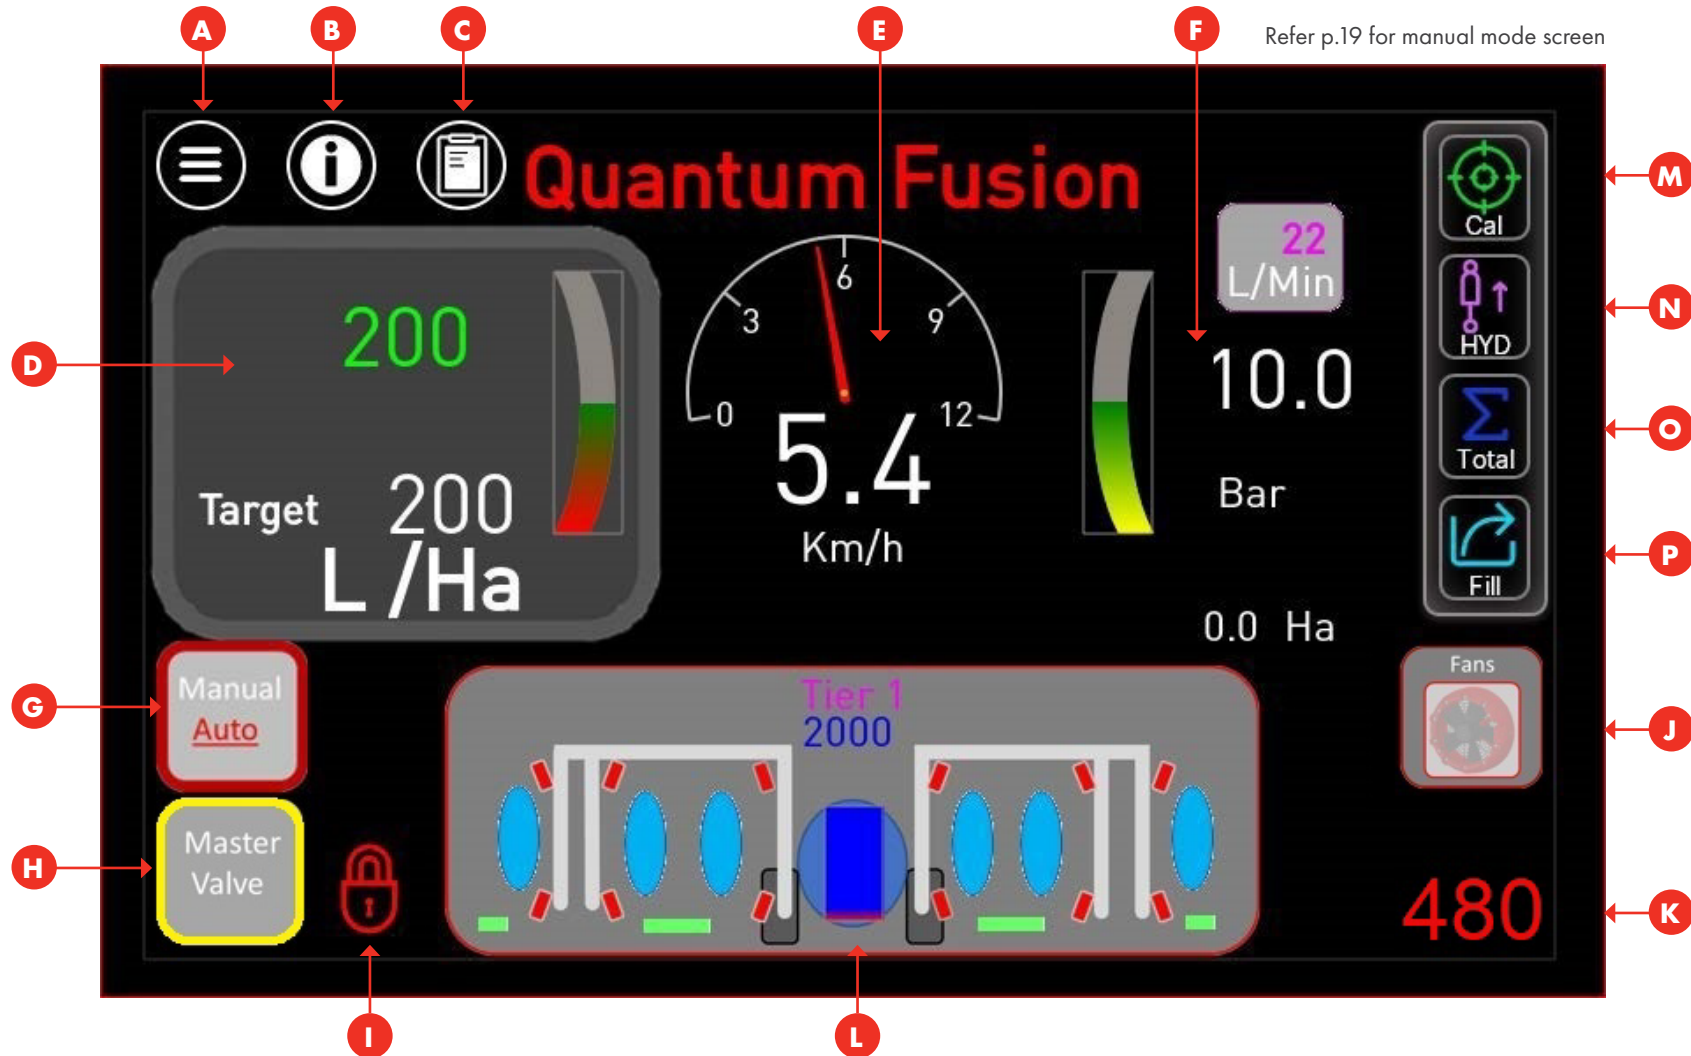 A B C E F
Refer p.19 for manual mode screen
Quantum Fusion
M
Cal
22
L/Min
N
HYD
D
200
0 3 6 9 12
10.0
O
Total
Target 200
L /Ha
5.4
Km/h
Bar
P
Fill
0.0 Ha
G
Manual
Auto
Tier 1
2000
Fans
J
H
Master
Valve
480
K
I L